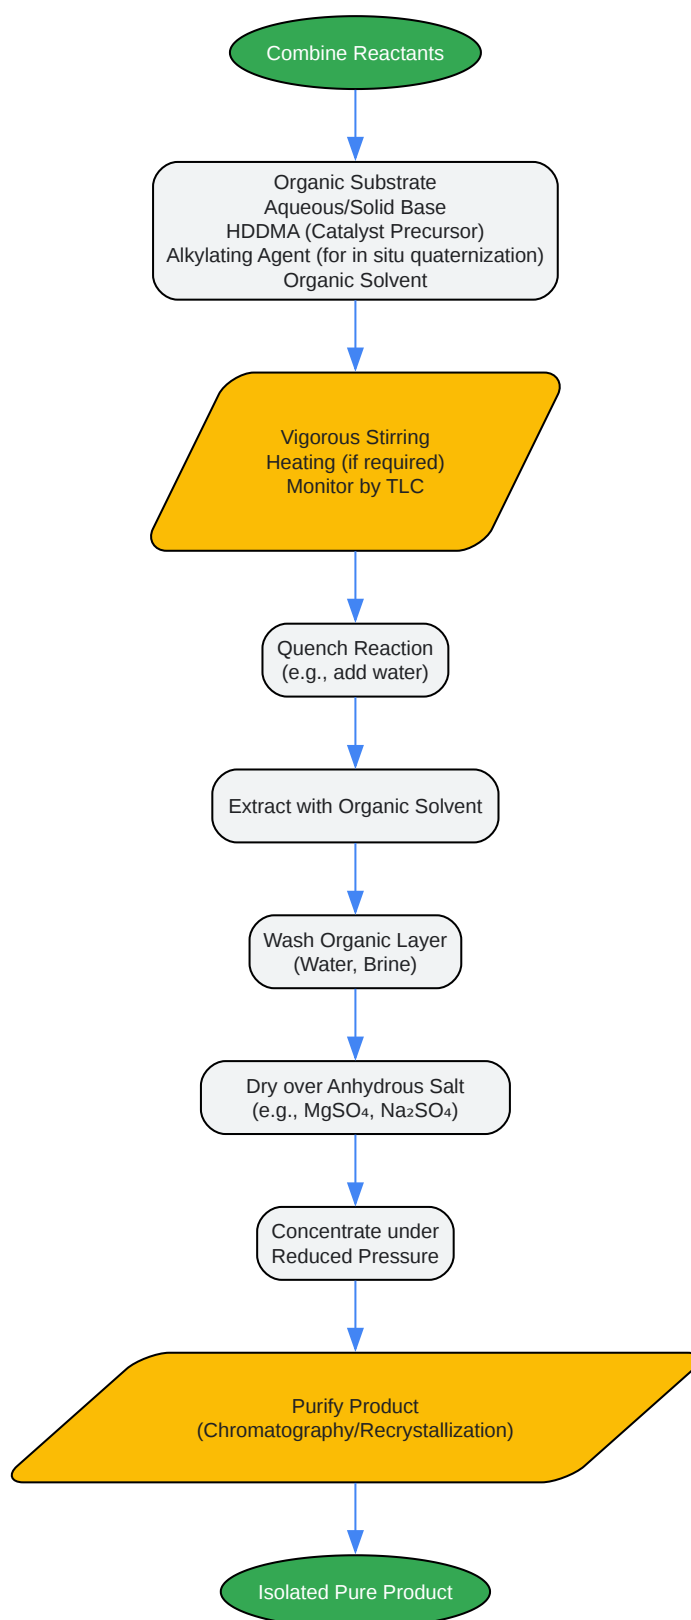 Combine Reactants
Organic Substrate
Aqueous/Solid Base
HDDMA (Catalyst Precursor)
Alkylating Agent (for in situ quaternization)
Organic Solvent
Vigorous Stirring
Heating (if required)
Monitor by TLC
Quench Reaction
(e.g., add water)
Extract with Organic Solvent
Wash Organic Layer
(Water, Brine)
Dry over Anhydrous Salt
(e.g., MgSO₄, Na₂SO₄)
Concentrate under
Reduced Pressure
Purify Product
(Chromatography/Recrystallization)
Isolated Pure Product